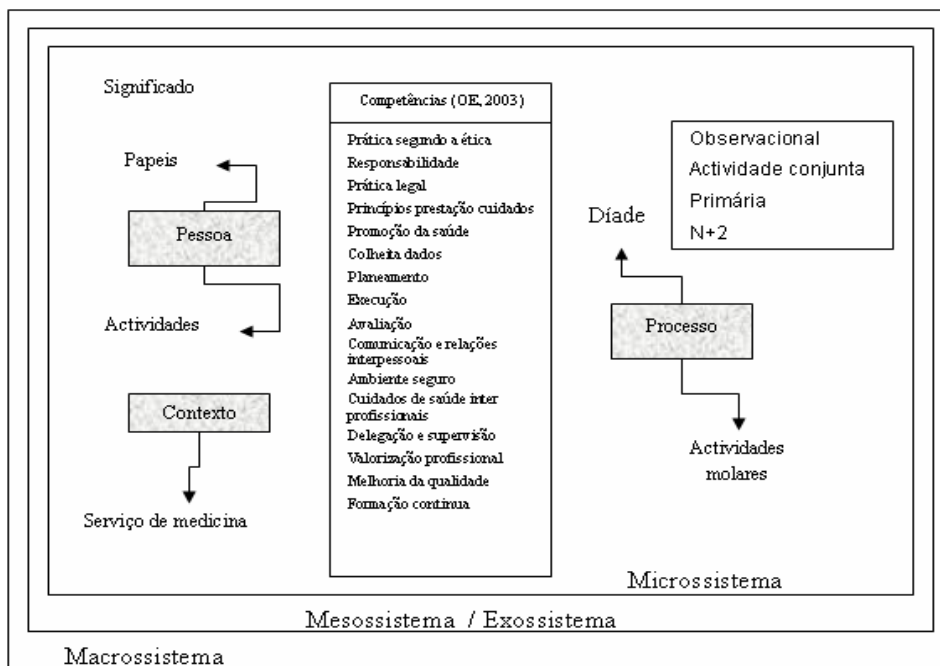 Significado
Papeis
Pessoa
Actividades
Contexto
Serviço de medicina
Competências (OE, 2003)
Prática segundo a ética
Responsabilidade
Prática legal
Princípios prestação cuidados
Promoção da saúde
Colheita dados
Planeamento
Execução
Avaliação
Comunicação e relações
interpessoais
Ambiente seguro
Cuidados de saúde inter
profissionais
Delegação e supervisão
Valorização profissional
Melhoria da qualidade
Formação contínua
Observacional
Actividade conjunta
Primária
N+2
Díade
Processo
Actividades
molares
Microssistema
Mesossistema / Exossistema
Macrossistema